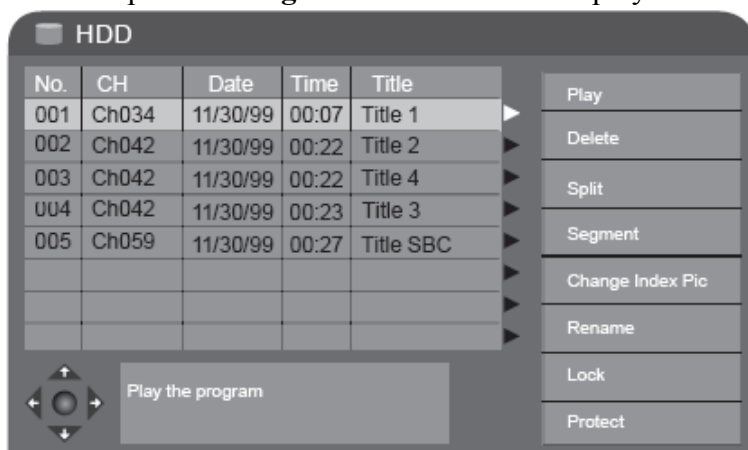 HDD
No. CH Date Time Title
001 Ch034 11/30/99 00:07 Title 1
002 Ch042 11/30/99 00:22 Title 2
003 Ch042 11/30/99 00:22 Title 4
004 Ch042 11/30/99 00:23 Title 3
005 Ch059 11/30/99 00:27 Title SBC
Play
Delete
Split
Segment
Change Index Pic
Rename
Lock
Protect
Play the program